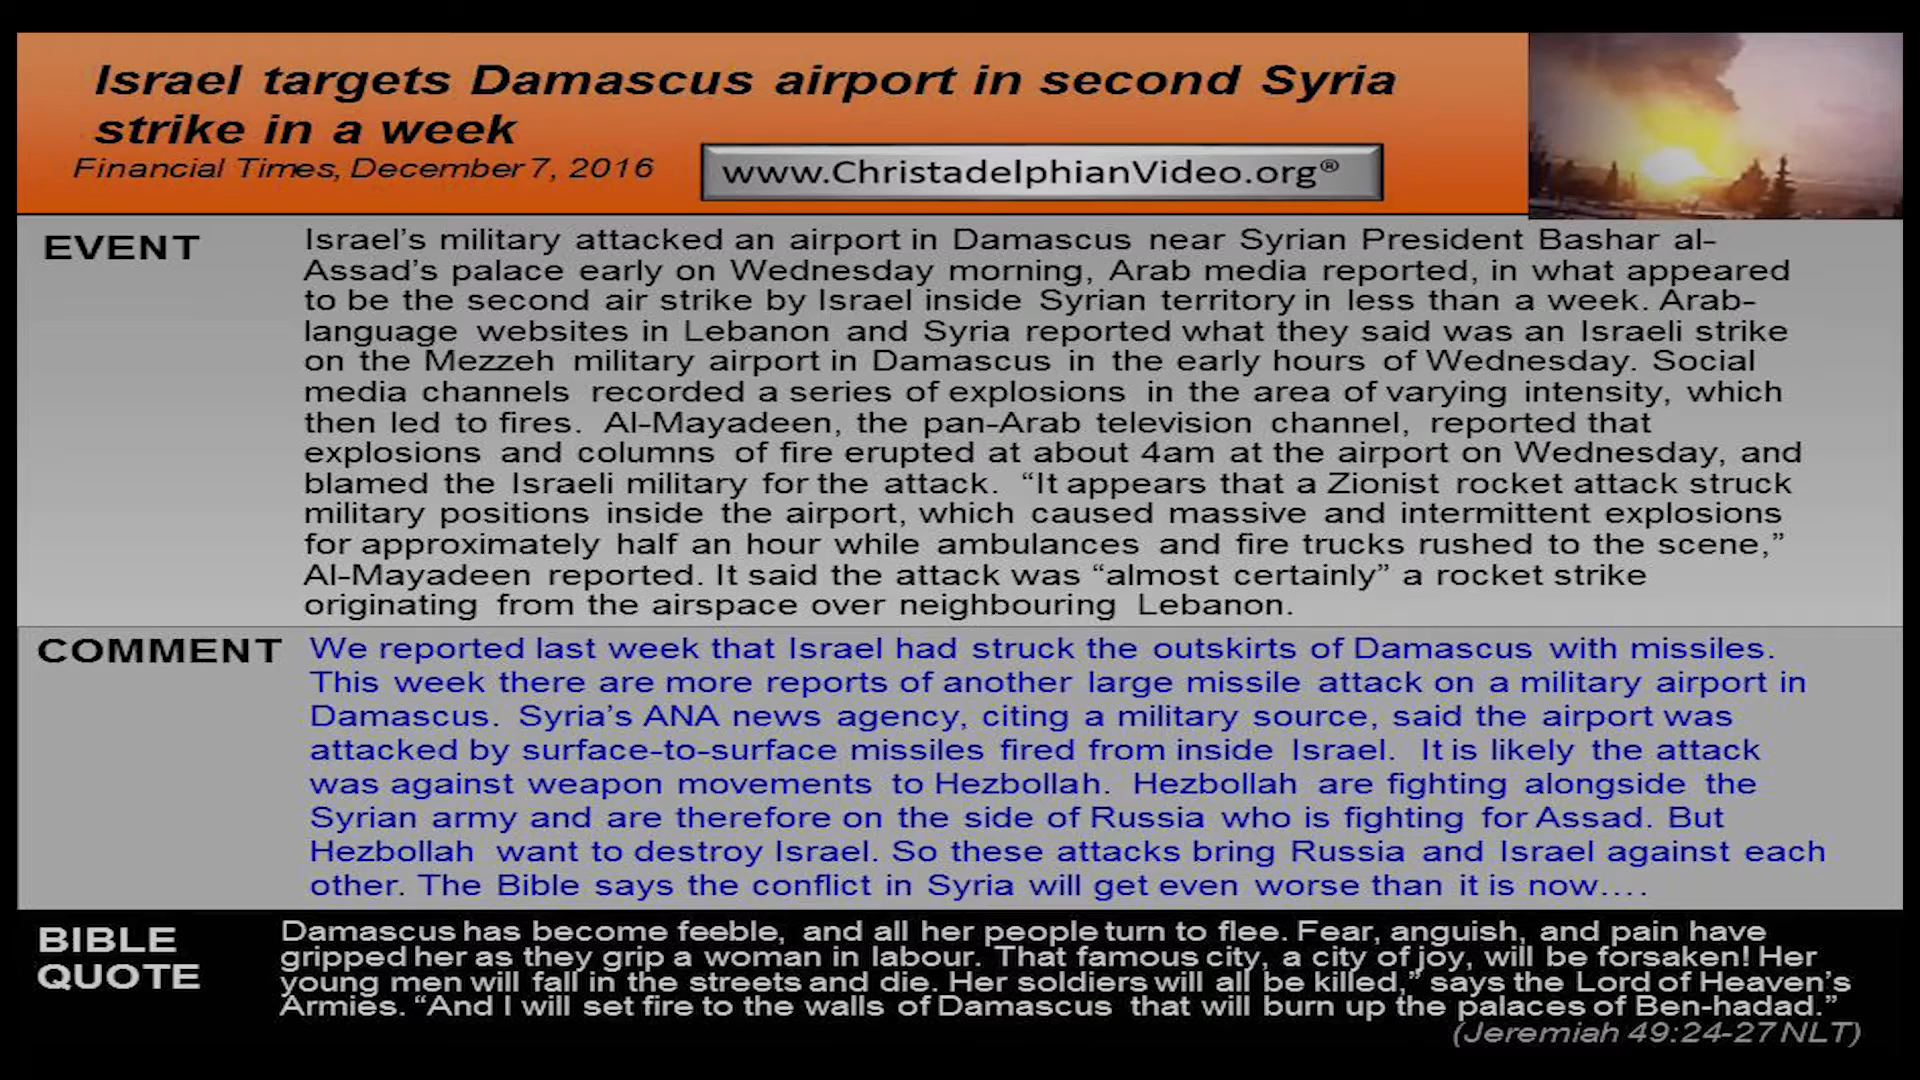 Israel targets Damascus airport in second Syria
strike in a week
Financial Times, December 7, 2016
www.ChristadelphianVideo.org®
EVENT
Israel’s military attacked an airport in Damascus near Syrian President Bashar al-
Assad’s palace early on Wednesday morning, Arab media reported, in what appeared
to be the second air strike by Israel inside Syrian territory in less than a week. Arab-
language websites in Lebanon and Syria reported what they said was an Israeli strike
on the Mezzeh military airport in Damascus in the early hours of Wednesday. Social
media channels recorded a series of explosions in the area of varying intensity, which
then led to fires. Al-Mayadeen, the pan-Arab television channel, reported that
explosions and columns of fire erupted at about 4am at the airport on Wednesday, and
blamed the Israeli military for the attack. “It appears that a Zionist rocket attack struck
military positions inside the airport, which caused massive and intermittent explosions
for approximately half an hour while ambulances and fire trucks rushed to the scene,”
Al-Mayadeen reported. It said the attack was “almost certainly” a rocket strike
originating from the airspace over neighbouring Lebanon.
COMMENT
We reported last week that Israel had struck the outskirts of Damascus with missiles.
This week there are more reports of another large missile attack on a military airport in
Damascus. Syria’s ANA news agency, citing a military source, said the airport was
attacked by surface-to-surface missiles fired from inside Israel. It is likely the attack
was against weapon movements to Hezbollah. Hezbollah are fighting alongside the
Syrian army and are therefore on the side of Russia who is fighting for Assad. But
Hezbollah want to destroy Israel. So these attacks bring Russia and Israel against each
other. The Bible says the conflict in Syria will get even worse than it is now….
BIBLE
QUOTE
Damascus has become feeble, and all her people turn to flee. Fear, anguish, and pain have
gripped her as they grip a woman in labour. That famous city, a city of joy, will be forsaken! Her
young men will fall in the streets and die. Her soldiers will all be killed,” says the Lord of Heaven’s
Armies. “And I will set fire to the walls of Damascus that will burn up the palaces of Ben-hadad.”
(Jeremiah 49:24-27 NLT)